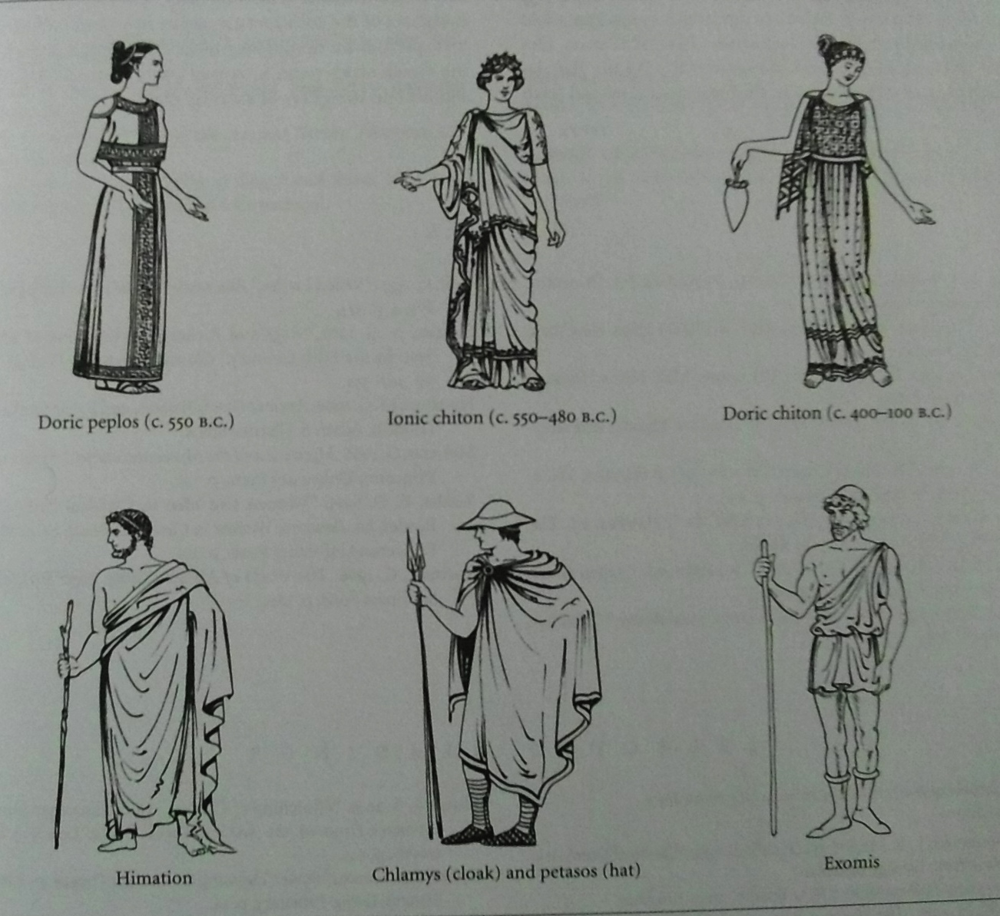 Doric peplos (c. 550 B.C.)
Ionic chiton (c. 550–480 B.C.)
Doric chiton (c. 400–100 B.C.)
Himation
Chlamys (cloak) and petasos (hat)
Exomis